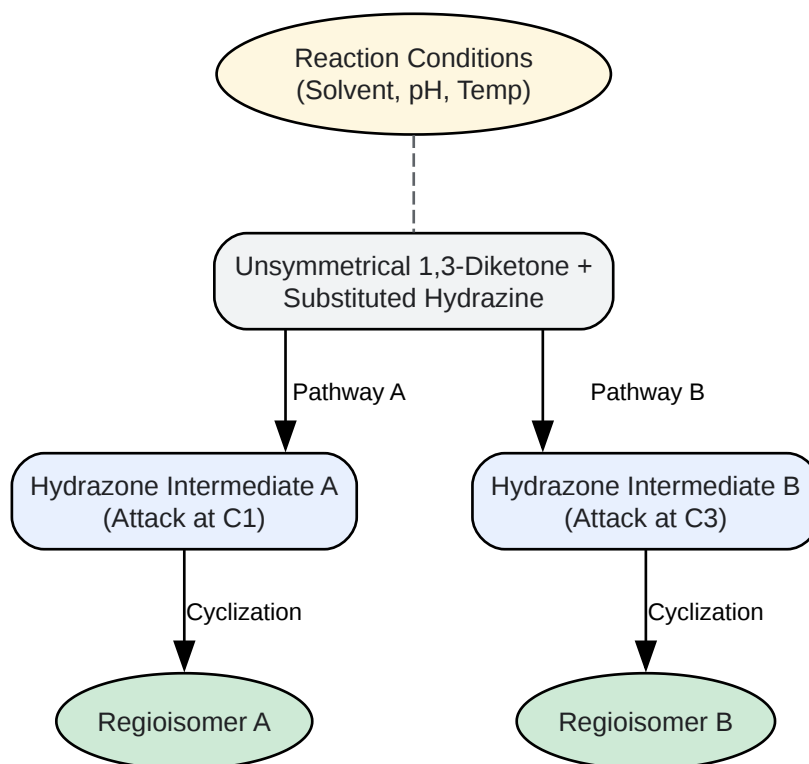 Reaction Conditions
(Solvent, pH, Temp)
Unsymmetrical 1,3-Diketone +
Substituted Hydrazine
Pathway A
Pathway B
Hydrazone Intermediate A
(Attack at C1)
Hydrazone Intermediate B
(Attack at C3)
Cyclization
Cyclization
Regioisomer A
Regioisomer B